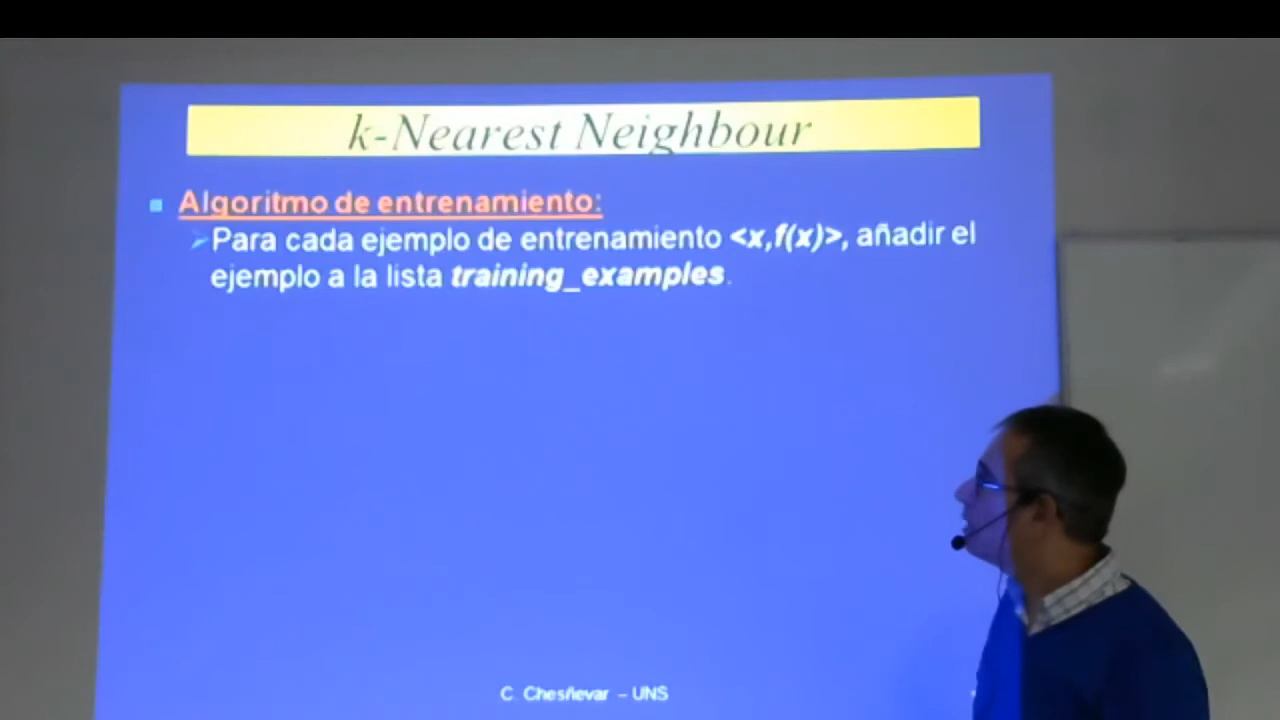 k-Nearest Neighbour
Algoritmo de entrenamiento:
Para cada ejemplo de entrenamiento <x,f(x)>, añadir el
ejemplo a la lista training_examples.
C. Chesñevar – UNS